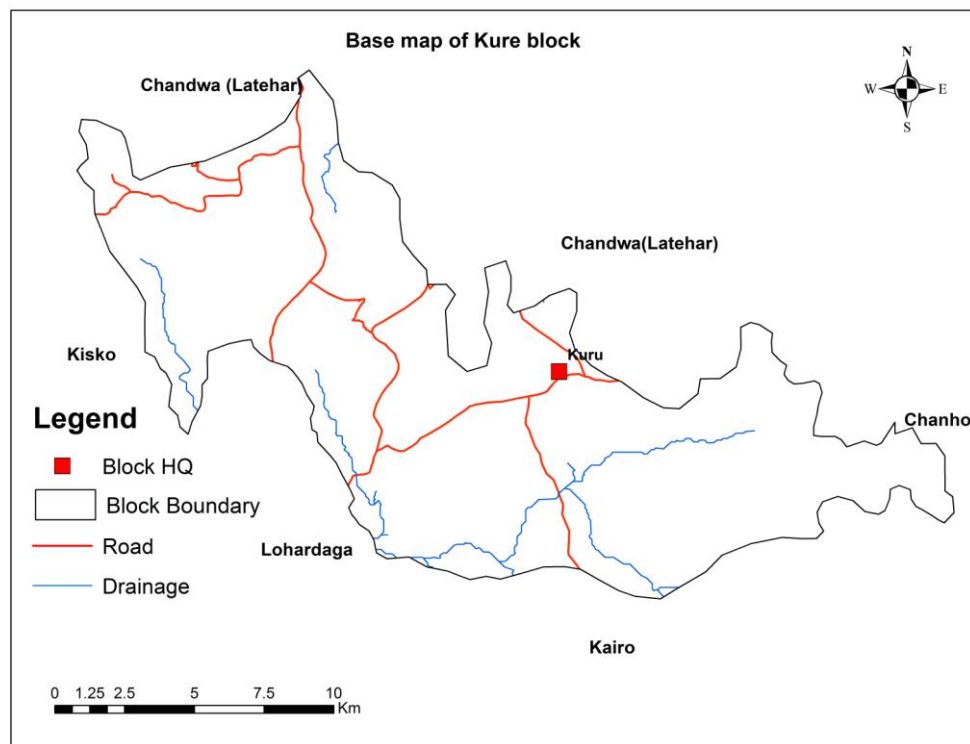 Base map of Kure block
N
W E
S
Chandwa (Latehar)
Chandwa(Latehar)
Kuru
Kisko
Chanho
Legend
Block HQ
Block Boundary
Road
Drainage
Lohardaga
Kairo
0 1.25 2.5 5 7.5 10
Km